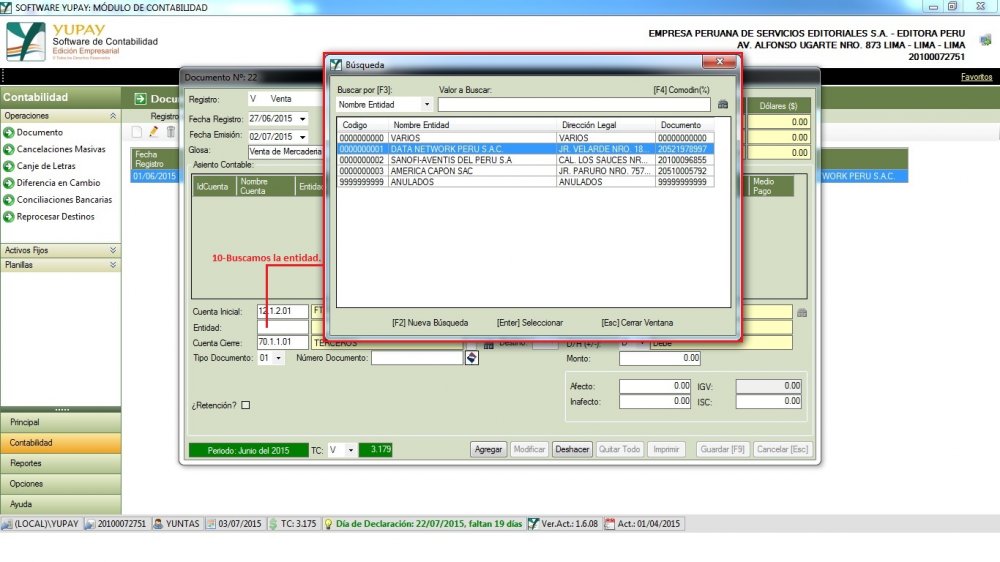 SOFTWARE YUPAY: MÓDULO DE CONTABILIDAD
YUPAY
Software de Contabilidad
Edición Empresarial
EMPRESA PERUANA DE SERVICIOS EDITORIALES S.A. - EDITORA PERU
AV. ALFONSO UGARTE NRO. 873 LIMA - LIMA - LIMA
20100072751
Favoritos
Contabilidad
Operaciones
Documento
Cancelaciones Masivas
Canje de Letras
Diferencia en Cambio
Conciliaciones Bancarias
Reprocesar Destinos
Activos Fijos
Planillas
Principal
Contabilidad
Reportes
Opciones
Ayuda
Docu
Registro
Fecha
Registro
01/06/2015
WORK PERU S.A.C.
Documento Nº: 22
Registro: V Venta
Fecha Registro: 27/06/2015
Fecha Emisión: 02/07/2015
Glosa: Venta de Mercaderia
Asiento Contable:
IdCuenta Nombre Cuenta Entidad
Dólares ($)
0.00
0.00
0.00
Medio Pago
10-Buscamos la entidad.
Búsqueda
Buscar por [F3]: Valor a Buscar: [F4] Comodin(%)
Nombre Entidad
Codigo Nombre Entidad Dirección Legal Documento
0000000000 VARIOS VARIOS 00000000000
0000000001 DATA NETWORK PERU S.A.C. JR. VELARDE NRO. 18... 20521978997
0000000002 SANOFI-AVENTIS DEL PERU S.A CAL. LOS SAUCES NR... 20100096855
0000000003 AMERICA CAPON SAC JR. PARURO NRO. 757... 20510005792
9999999999 ANULADOS ANULADOS 99999999999
[F2] Nueva Búsqueda [Enter] Seleccionar [Esc] Cerrar Ventana
Cuenta Inicial: 12.1.2.01 FT
Entidad:
Cuenta Cierre: 70.1.1.01 TERCEROS Destino: D/H (+/-): D Debe
Tipo Documento: 01 Número Documento: Monto: 0.00
Afecto: 0.00 IGV: 0.00
Inafecto: 0.00 ISC: 0.00
¿Retención?
Periodo: Junio del 2015 TC: V 3.179
Agregar Modificar Deshacer Quitar Todo Imprimir Guardar [F9] Cancelar [Esc]
(LOCAL)\YUPAY 20100072751 YUNTAS 03/07/2015 TC: 3.175 Día de Declaración: 22/07/2015, faltan 19 días Ver.Act.: 1.6.08 Act.: 01/04/2015